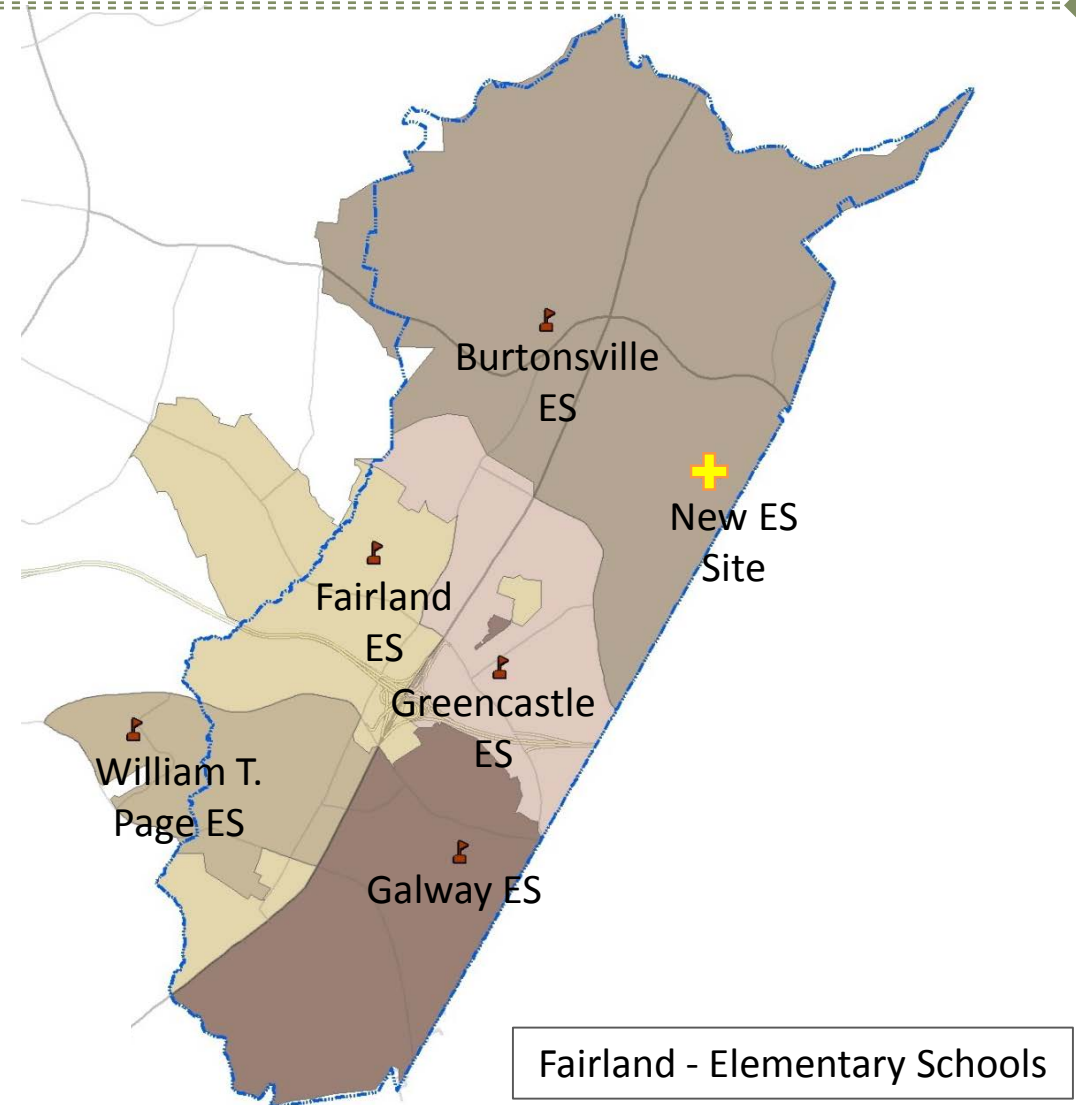 Burtonsville
ES
New ES
Site
Fairland
ES
Greencastle
ES
William T.
Page ES
Galway ES
Fairland - Elementary Schools